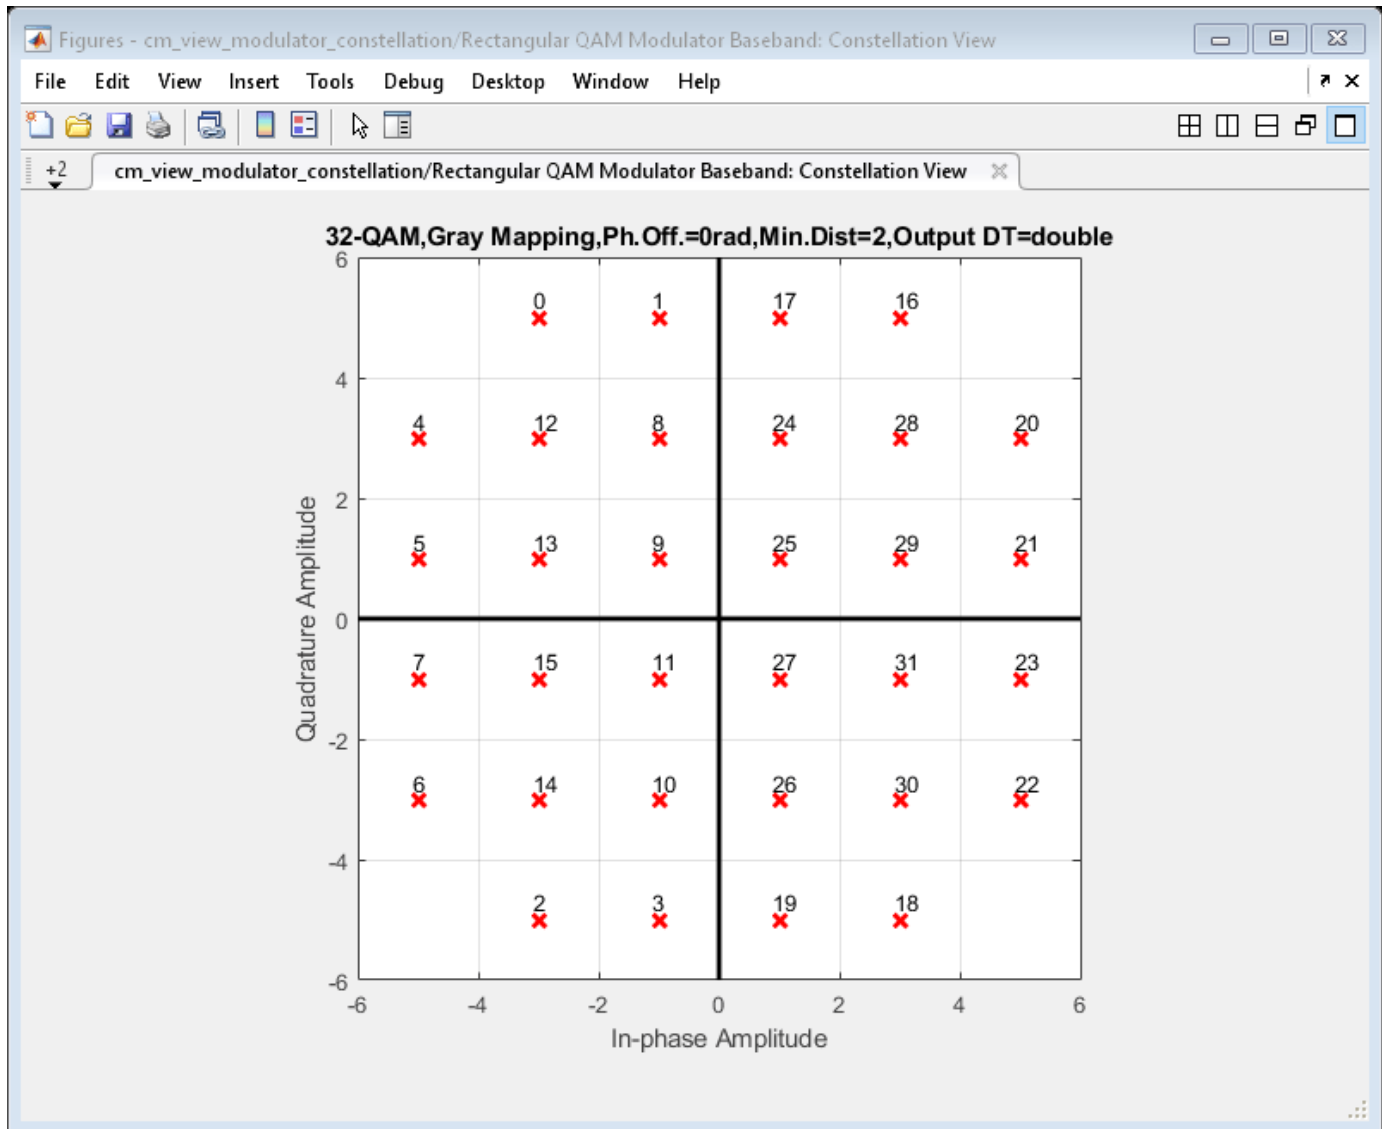 Figures - cm_view_modulator_constellation/Rectangular QAM Modulator Baseband: Constellation View
File Edit View Insert Tools Debug Desktop Window Help
+2 cm_view_modulator_constellation/Rectangular QAM Modulator Baseband: Constellation View
32-QAM,Gray Mapping,Ph.Off.=0rad,Min.Dist=2,Output DT=double
6
0 1 17 16
4
4 12 8 24 28 20
2
5 13 9 25 29 21
0
7 15 11 27 31 23
-2
6 14 10 26 30 22
-4
2 3 19 18
-6
-6 -4 -2 0 2 4 6
In-phase Amplitude
Quadrature Amplitude